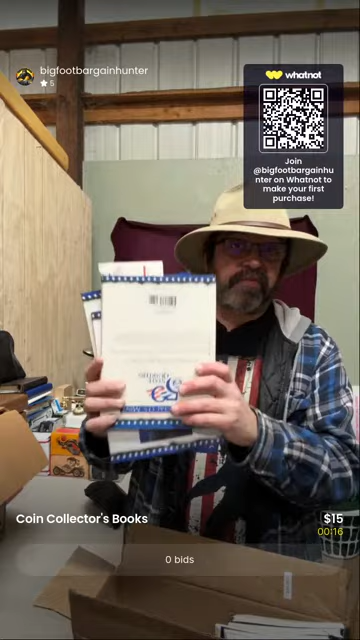 bigfootbargainhunter
★ 5
whatnot
Join
@bigfootbargainhu
nter on Whatnot to
make your first
purchase!
Coin Collector's Books
$15
00:16
0 bids